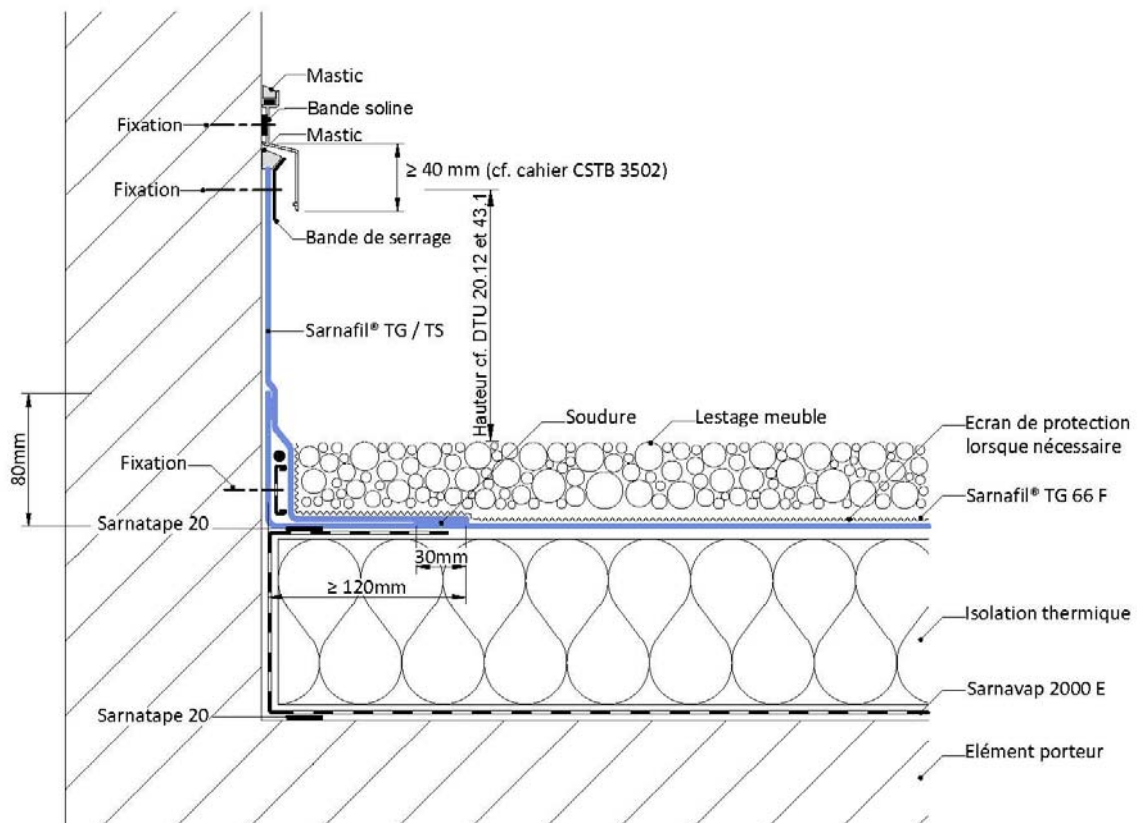 Mastic
Bande soline
Fixation
Mastic
≥ 40 mm (cf. cahier CSTB 3502)
Fixation
Bande de serrage
Hauteur cf. DTU 20.12 et 43.1
Sarnafil® TG / TS
Soudure
Lestage meuble
Ecran de protection
lorsque nécessaire
80mm
Fixation
Sarnafil® TG 66 F
Sarnatape 20
30mm
≥ 120mm
Isolation thermique
Sarnavap 2000 E
Sarnatape 20
Elément porteur